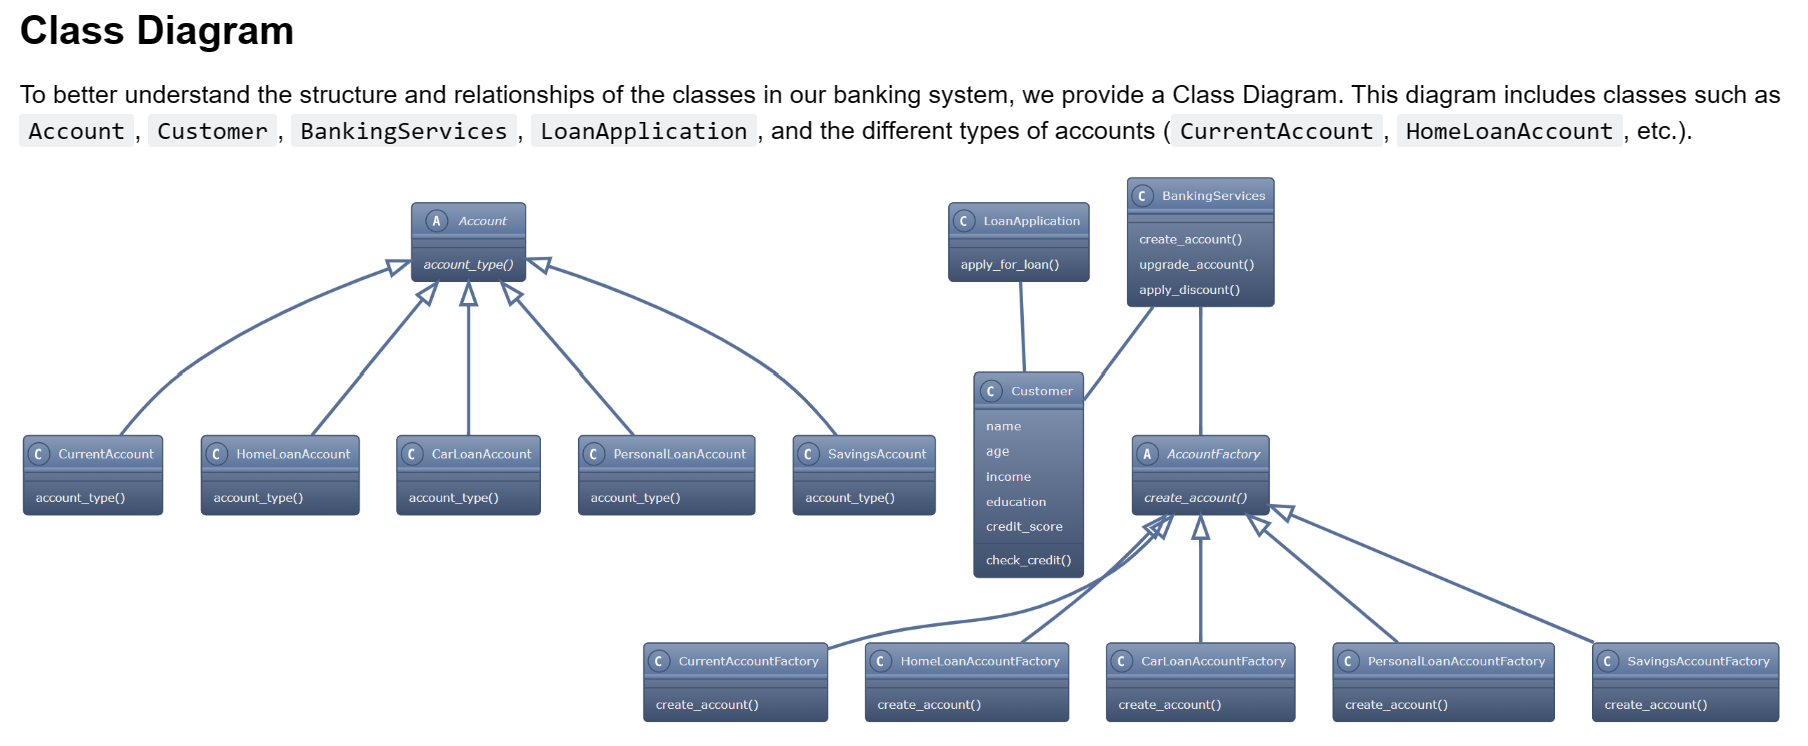 Class Diagram
To better understand the structure and relationships of the classes in our banking system, we provide a Class Diagram. This diagram includes classes such as
Account , Customer , BankingServices , LoanApplication , and the different types of accounts ( CurrentAccount , HomeLoanAccount , etc.).
A Account
account_type()
C LoanApplication
apply_for_loan()
C BankingServices
create_account()
upgrade_account()
apply_discount()
C CurrentAccount
account_type()
C HomeLoanAccount
account_type()
C CarLoanAccount
account_type()
C PersonalLoanAccount
account_type()
C SavingsAccount
account_type()
C Customer
name
age
income
education
credit_score
check_credit()
A AccountFactory
create_account()
C CurrentAccountFactory
create_account()
C HomeLoanAccountFactory
create_account()
C CarLoanAccountFactory
create_account()
C PersonalLoanAccountFactory
create_account()
C SavingsAccountFactory
create_account()